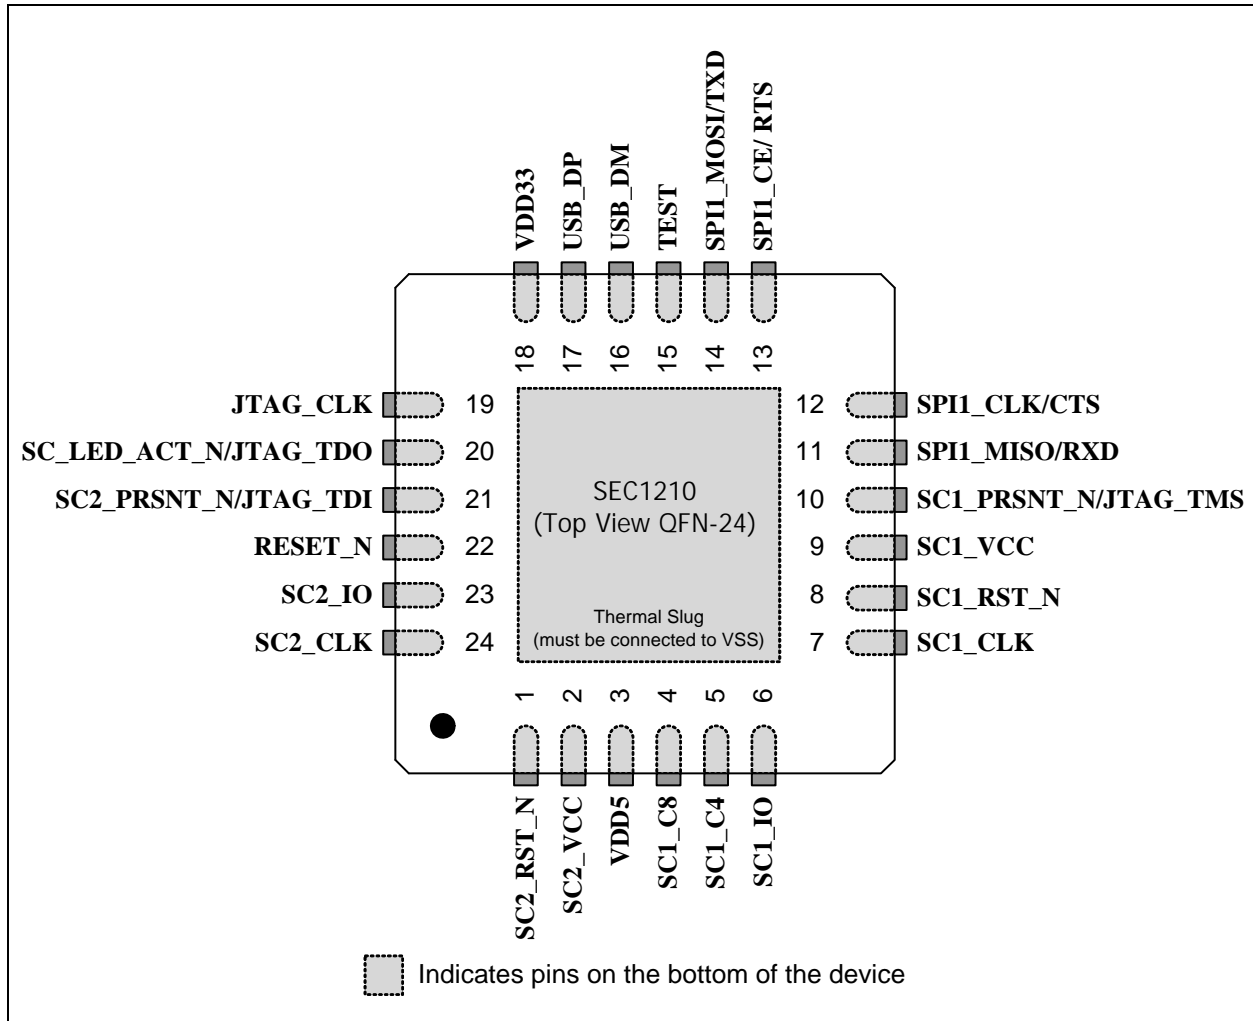 VDD33
USB_DP
USB_DM
TEST
SPI1_MOSI/TXD
SPI1_CE/ RTS
18
17
16
15
14
13
JTAG_CLK 19
SC_LED_ACT_N/JTAG_TDO 20
SC2_PRSNT_N/JTAG_TDI 21
RESET_N 22
SC2_IO 23
SC2_CLK 24
SEC1210
(Top View QFN-24)
Thermal Slug
(must be connected to VSS)
12 SPI1_CLK/CTS
11 SPI1_MISO/RXD
10 SC1_PRSNT_N/JTAG_TMS
9 SC1_VCC
8 SC1_RST_N
7 SC1_CLK
1
2
3
4
5
6
SC2_RST_N
SC2_VCC
VDD5
SC1_C8
SC1_C4
SC1_IO
Indicates pins on the bottom of the device